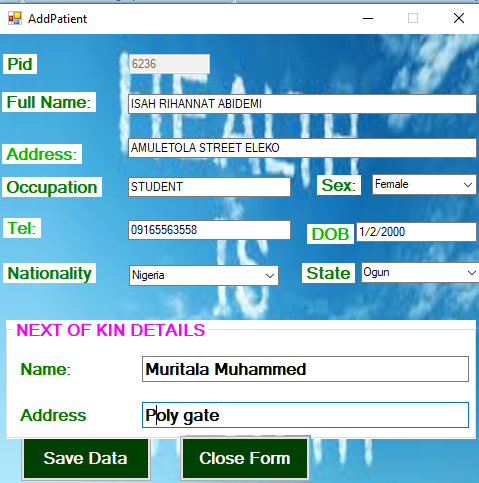 AddPatient
Pid 6236
Full Name: ISAH RIHANNAT ABIDEMI
Address: AMULETOLA STREET ELEKO
Occupation STUDENT Sex: Female
Tel: 09165563558 DOB 1/2/2000
Nationality Nigeria State Ogun
NEXT OF KIN DETAILS
Name: Muritala Muhammed
Address Poly gate
Save Data Close Form
HEALTH
IS